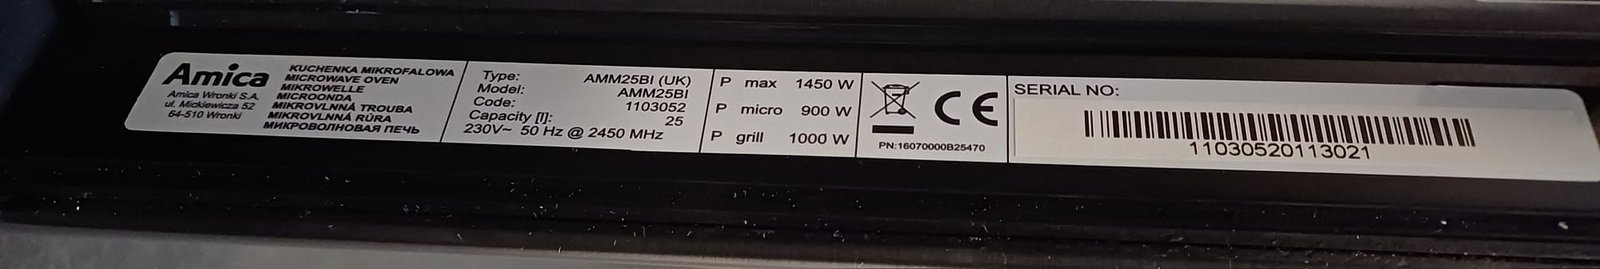 Amica
Amica Wronki S.A.
ul. Mickiewicza 52
64-510 Wronki
KUCHENKA MIKROFALOWA
MICROWAVE OVEN
MIKROWELLE
MICROONDA
MIKROVLNNÁ TROUBA
MIKROVLNNÁ RÚRA
МИКРОВОЛНОВАЯ ПЕЧЬ
Type: AMM25BI (UK)
Model: AMM25BI
Code: 1103052
Capacity [l]: 25
230V~ 50 Hz @ 2450 MHz
P max 1450 W
P micro 900 W
P grill 1000 W
CE
PN:16070000B25470
SERIAL NO:
11030520113021